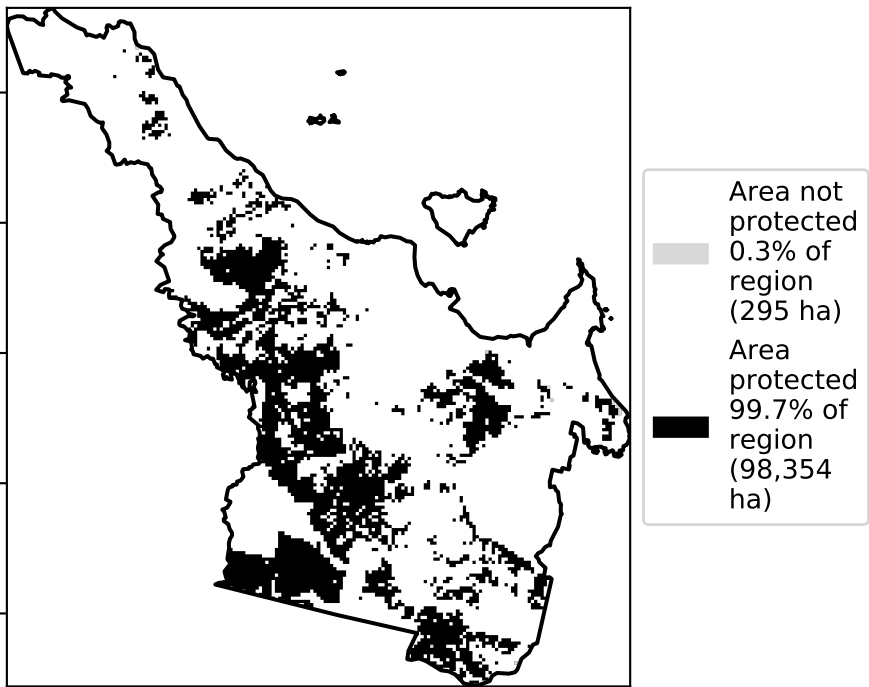 Area not
protected
0.3% of
region
(295 ha)
Area
protected
99.7% of
region
(98,354
ha)